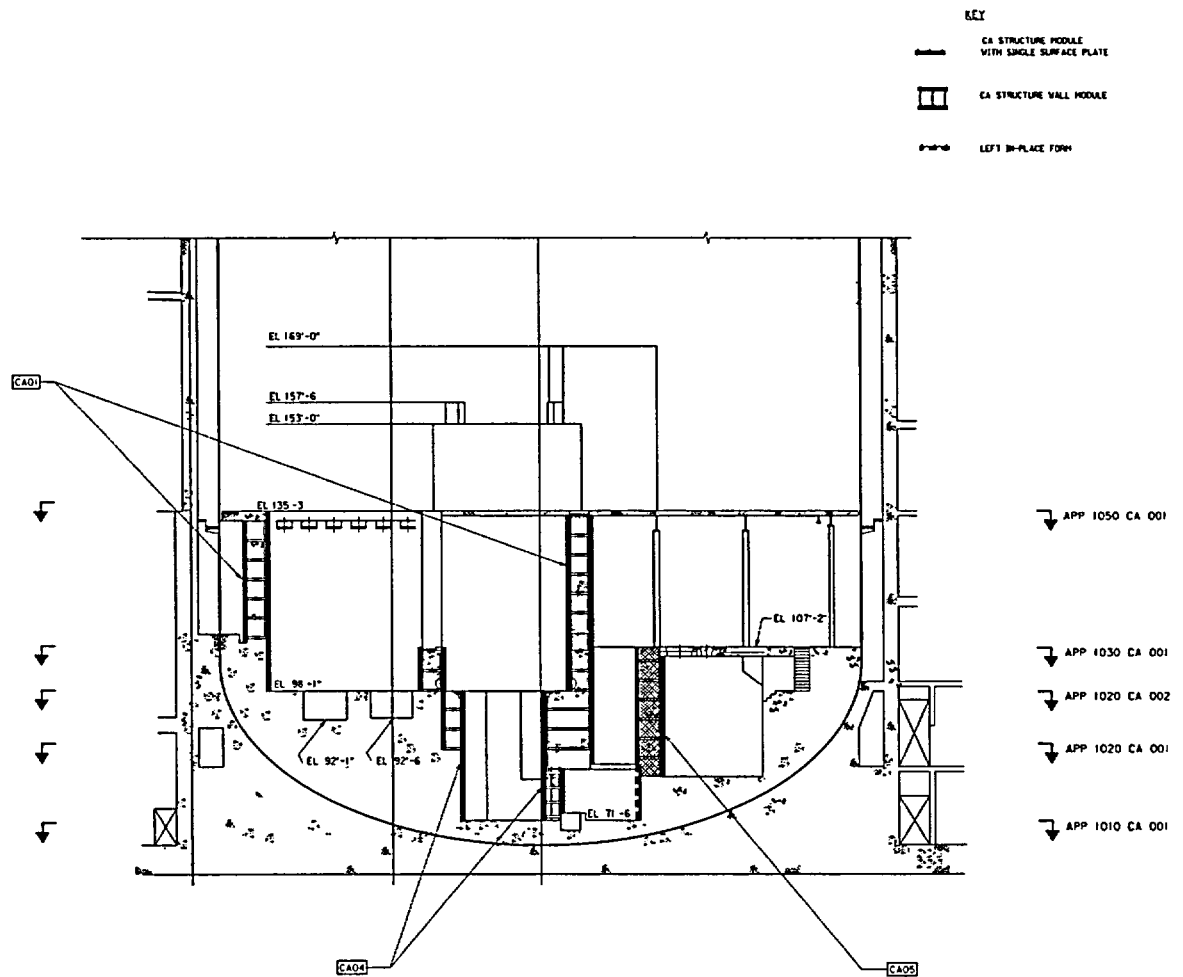 KEY
CA STRUCTURE MODULE
WITH SINGLE SURFACE PLATE
CA STRUCTURE WALL MODULE
LEFT IN-PLACE FORM
EL 169'-0"
CA01
EL 157'-6
EL 153'-0"
EL 135-3
APP 1050 CA 001
EL 107'-2"
APP 1030 CA 001
EL 98-1"
APP 1020 CA 002
EL 92'-1"
EL 92'-6
APP 1020 CA 001
EL 71-6
APP 1010 CA 001
CA04
CA05